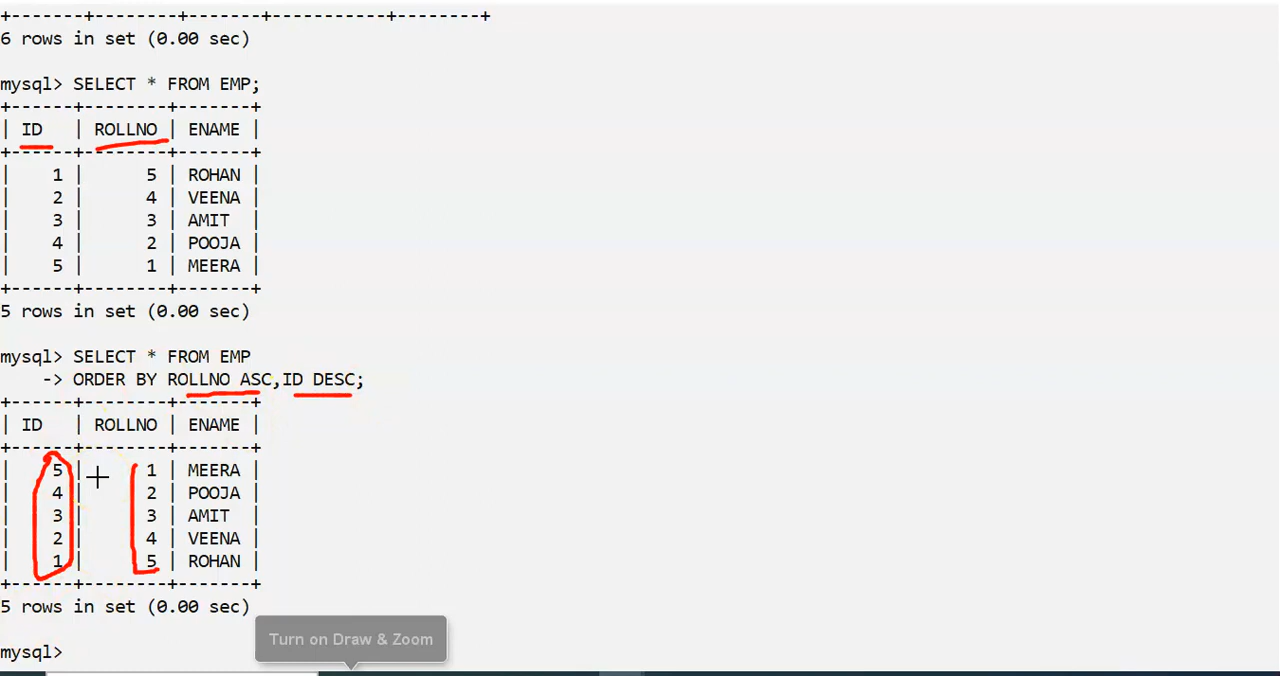 +-------+--------+-------+-----------+--------+
6 rows in set (0.00 sec)
mysql> SELECT * FROM EMP;
+------+--------+-------+
| ID   | ROLLNO | ENAME |
+------+--------+-------+
|    1 |      5 | ROHAN |
|    2 |      4 | VEENA |
|    3 |      3 | AMIT  |
|    4 |      2 | POOJA |
|    5 |      1 | MEERA |
+------+--------+-------+
5 rows in set (0.00 sec)
mysql> SELECT * FROM EMP
    -> ORDER BY ROLLNO ASC,ID DESC;
+------+--------+-------+
| ID   | ROLLNO | ENAME |
+------+--------+-------+
|    5 |      1 | MEERA |
|    4 |      2 | POOJA |
|    3 |      3 | AMIT  |
|    2 |      4 | VEENA |
|    1 |      5 | ROHAN |
+------+--------+-------+
5 rows in set (0.00 sec)
Turn on Draw & Zoom
mysql>